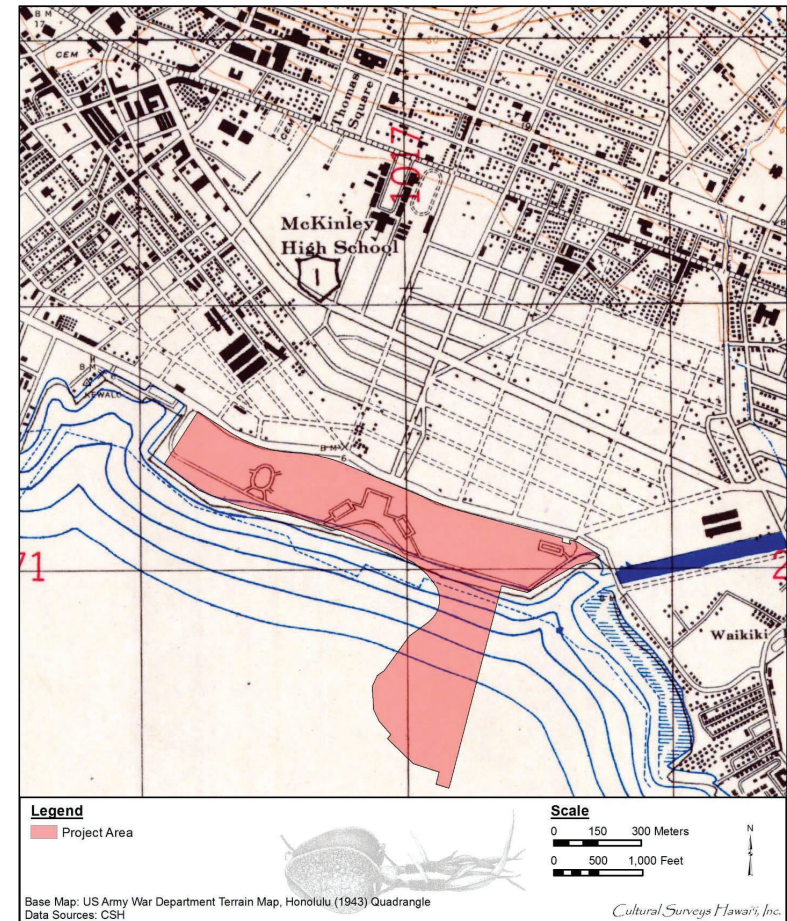 B M
17
CEM
CEM
Thomas
Square
1017
McKinley
High School
1
B M
KEWALO
B M
6
71
2
B M
Waikiki
Legend
Project Area
Scale
0 150 300 Meters
0 500 1,000 Feet
N
Base Map: US Army War Department Terrain Map, Honolulu (1943) Quadrangle
Data Sources: CSH
Cultural Surveys Hawai'i, Inc.